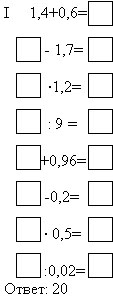 I 1,4+0,6=
- 1,7=
·1,2=
: 9 =
+0,96=
-0,2=
· 0,5=
:0,02=
Ответ: 20